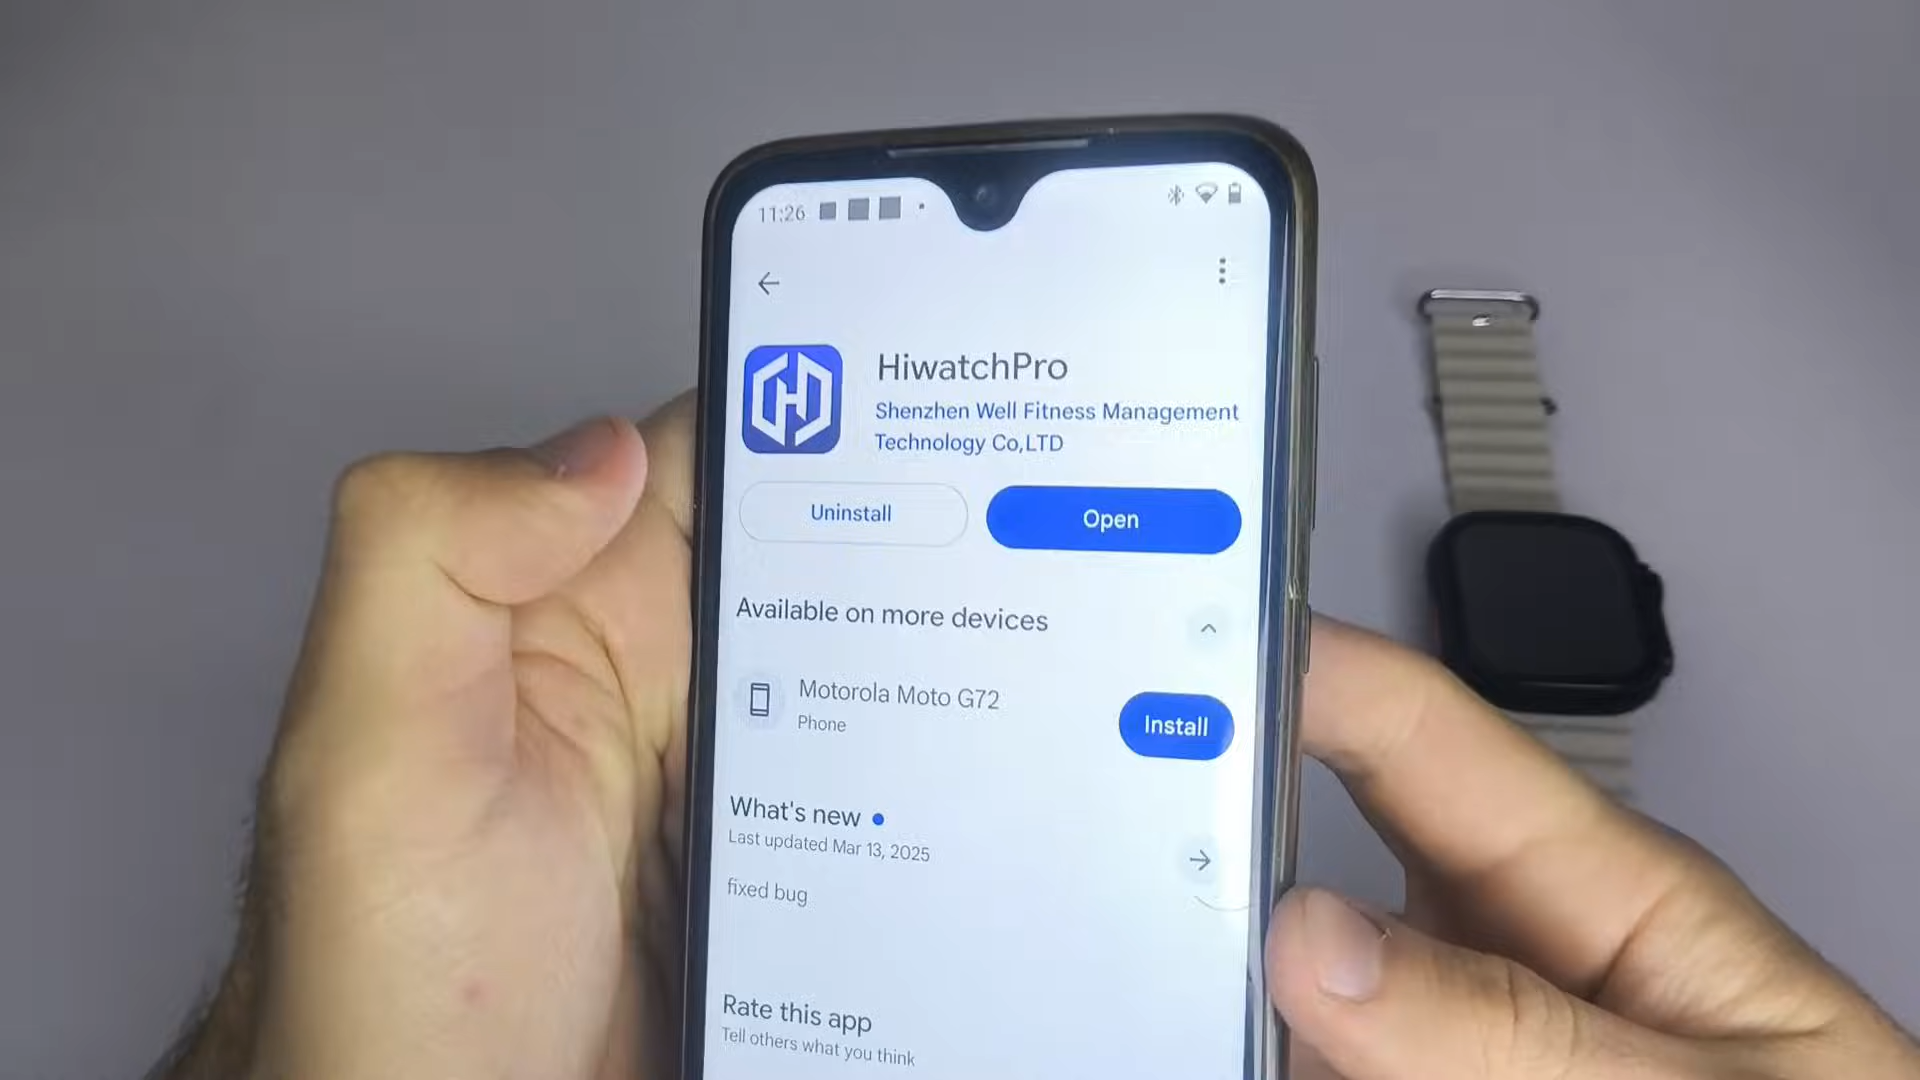 11:26
HiwatchPro
Shenzhen Well Fitness Management
Technology Co,LTD
Uninstall
Open
Available on more devices
Motorola Moto G72
Phone
Install
What's new
Last updated Mar 13, 2025
fixed bug
Rate this app
Tell others what you think